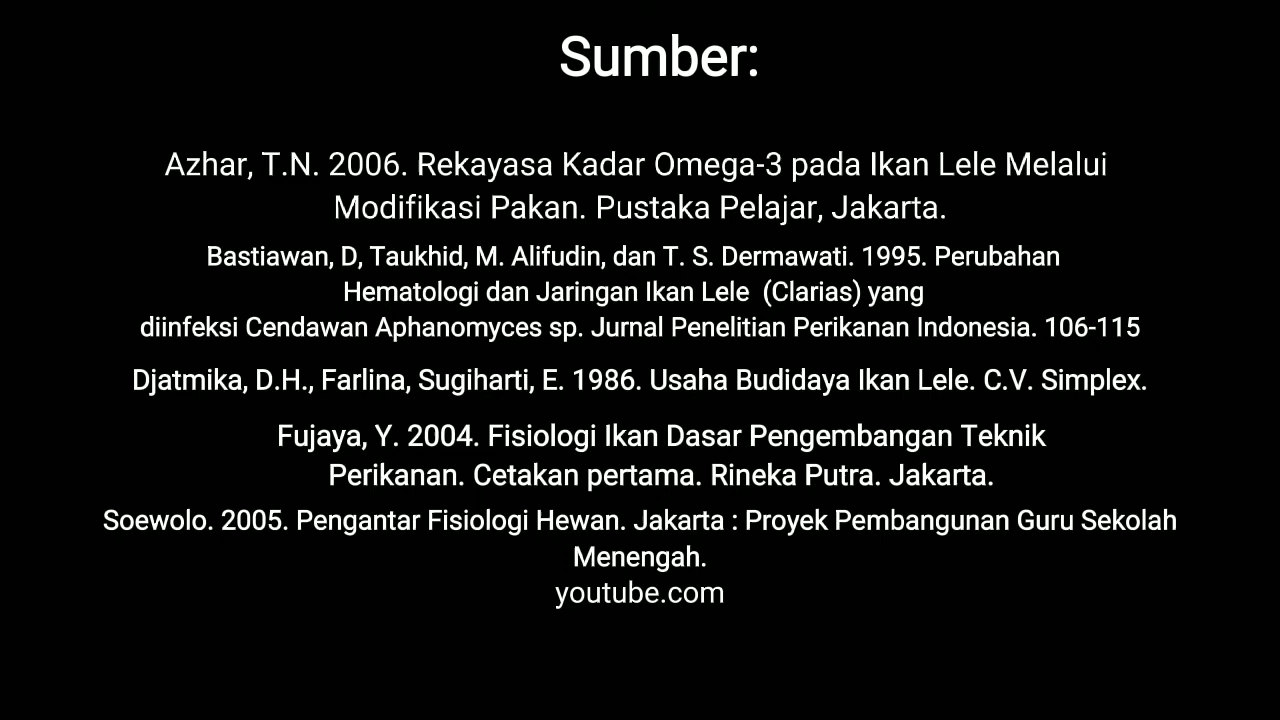 Sumber:
Azhar, T.N. 2006. Rekayasa Kadar Omega-3 pada Ikan Lele Melalui
Modifikasi Pakan. Pustaka Pelajar, Jakarta.
Bastiawan, D, Taukhid, M. Alifudin, dan T. S. Dermawati. 1995. Perubahan
Hematologi dan Jaringan Ikan Lele  (Clarias) yang
diinfeksi Cendawan Aphanomyces sp. Jurnal Penelitian Perikanan Indonesia. 106-115
Djatmika, D.H., Farlina, Sugiharti, E. 1986. Usaha Budidaya Ikan Lele. C.V. Simplex.
Fujaya, Y. 2004. Fisiologi Ikan Dasar Pengembangan Teknik
Perikanan. Cetakan pertama. Rineka Putra. Jakarta.
Soewolo. 2005. Pengantar Fisiologi Hewan. Jakarta : Proyek Pembangunan Guru Sekolah
Menengah.
youtube.com